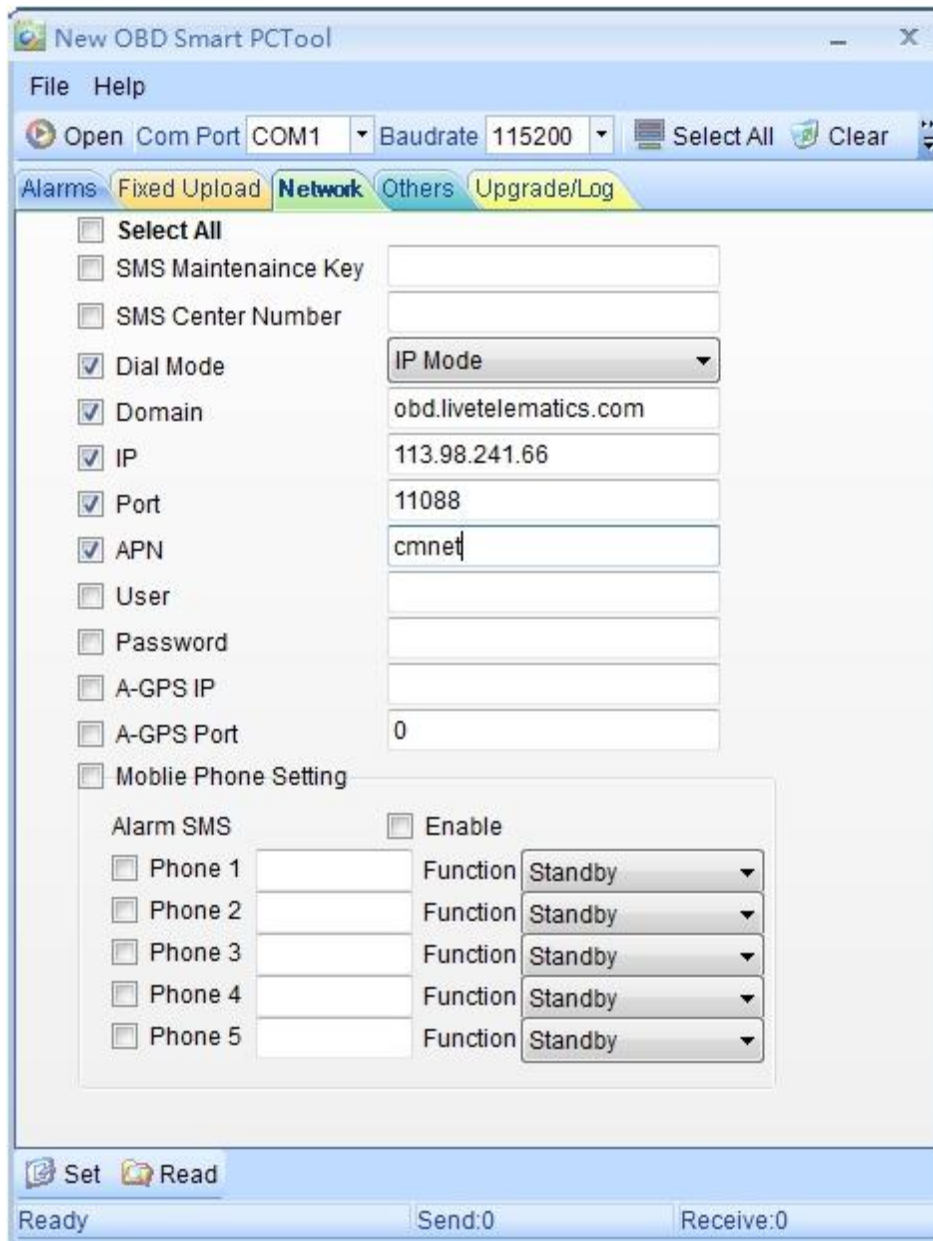 New OBD Smart PCTool
File Help
Open Com Port COM1 Baudrate 115200 Select All Clear
Alarms Fixed Upload Network Others Upgrade/Log
Select All
SMS Maintenaince Key
SMS Center Number
Dial Mode IP Mode
Domain obd.livetelematics.com
IP 113.98.241.66
Port 11088
APN cmnet
User
Password
A-GPS IP
A-GPS Port 0
Moblie Phone Setting
Alarm SMS Enable
Phone 1 Function Standby
Phone 2 Function Standby
Phone 3 Function Standby
Phone 4 Function Standby
Phone 5 Function Standby
Set Read
Ready Send:0 Receive:0